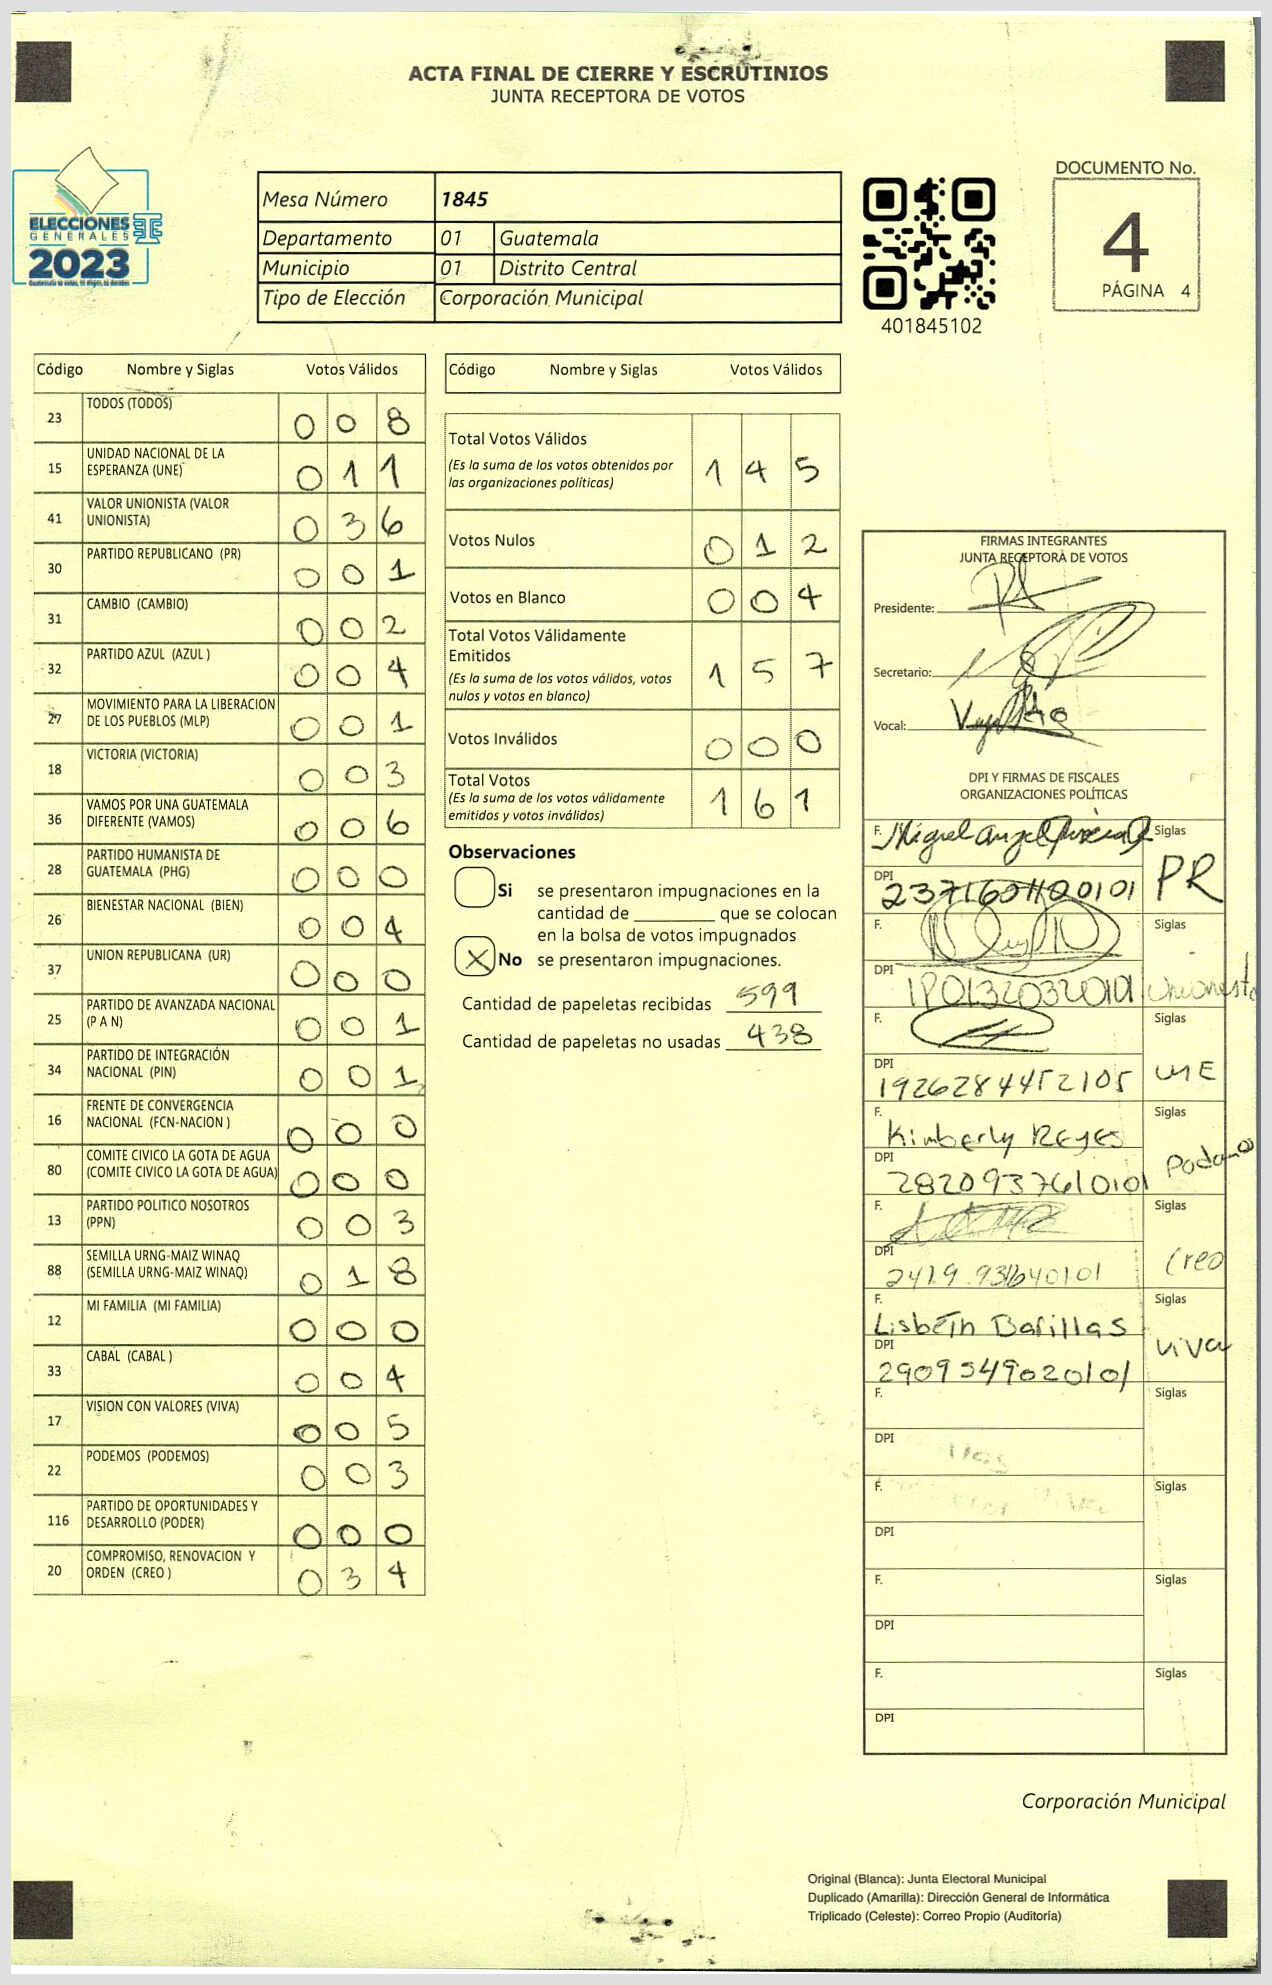 ACTA FINAL DE CIERRE Y ESCRUTINIOS
JUNTA RECEPTORA DE VOTOS
ELECCIONES
GENERALES
2023
Mesa Número 1845
Departamento 01 Guatemala
Municipio 01 Distrito Central
Tipo de Elección Corporación Municipal
401845102
DOCUMENTO No.
4
PÁGINA 4
Código Nombre y Siglas Votos Válidos
23 TODOS (TODOS) 0 0 8
15 UNIDAD NACIONAL DE LA
ESPERANZA (UNE) 0 1 1
41 VALOR UNIONISTA (VALOR
UNIONISTA) 0 3 6
30 PARTIDO REPUBLICANO (PR) 0 0 1
31 CAMBIO (CAMBIO) 0 0 2
32 PARTIDO AZUL (AZUL ) 0 0 4
27 MOVIMIENTO PARA LA LIBERACION
DE LOS PUEBLOS (MLP) 0 0 1
18 VICTORIA (VICTORIA) 0 0 3
36 VAMOS POR UNA GUATEMALA
DIFERENTE (VAMOS) 0 0 6
28 PARTIDO HUMANISTA DE
GUATEMALA (PHG) 0 0 0
26 BIENESTAR NACIONAL (BIEN) 0 0 4
37 UNION REPUBLICANA (UR) 0 0 0
25 PARTIDO DE AVANZADA NACIONAL
(P A N) 0 0 1
34 PARTIDO DE INTEGRACIÓN
NACIONAL (PIN) 0 0 1
16 FRENTE DE CONVERGENCIA
NACIONAL (FCN-NACION ) 0 0 0
80 COMITE CIVICO LA GOTA DE AGUA
(COMITE CIVICO LA GOTA DE AGUA) 0 0 0
13 PARTIDO POLITICO NOSOTROS
(PPN) 0 0 3
88 SEMILLA URNG-MAIZ WINAQ
(SEMILLA URNG-MAIZ WINAQ) 0 1 8
12 MI FAMILIA (MI FAMILIA) 0 0 0
33 CABAL (CABAL ) 0 0 4
17 VISION CON VALORES (VIVA) 0 0 5
22 PODEMOS (PODEMOS) 0 0 3
116 PARTIDO DE OPORTUNIDADES Y
DESARROLLO (PODER) 0 0 0
20 COMPROMISO, RENOVACION Y
ORDEN (CREO ) 0 3 4
Código Nombre y Siglas Votos Válidos
Total Votos Válidos
(Es la suma de los votos obtenidos por
las organizaciones políticas) 1 4 5
Votos Nulos 0 1 2
Votos en Blanco 0 0 4
Total Votos Válidamente
Emitidos
(Es la suma de los votos válidos, votos
nulos y votos en blanco) 1 5 7
Votos Inválidos 0 0 0
Total Votos
(Es la suma de los votos válidamente
emitidos y votos inválidos) 1 6 1
Observaciones
Si se presentaron impugnaciones en la
cantidad de ________ que se colocan
en la bolsa de votos impugnados
X No se presentaron impugnaciones.
Cantidad de papeletas recibidas 599
Cantidad de papeletas no usadas 438
FIRMAS INTEGRANTES
JUNTA RECEPTORA DE VOTOS
Presidente:
Secretario:
Vocal:
DPI Y FIRMAS DE FISCALES
ORGANIZACIONES POLÍTICAS
F. Miguel Angel Siglas
DPI PR
F. Siglas
DPI Unionista
F. Siglas
DPI 1926284452105 UNE
F. Kimberly Reyes Siglas
DPI 2820937610101 Podemos
F. Siglas
DPI Creo
F. Lisbeth Barillas Siglas
DPI 2909549020101 Viva
F. Siglas
DPI
F. Siglas
DPI
F. Siglas
DPI
F. Siglas
DPI
Corporación Municipal
Original (Blanca): Junta Electoral Municipal
Duplicado (Amarilla): Dirección General de Informática
Triplicado (Celeste): Correo Propio (Auditoría)